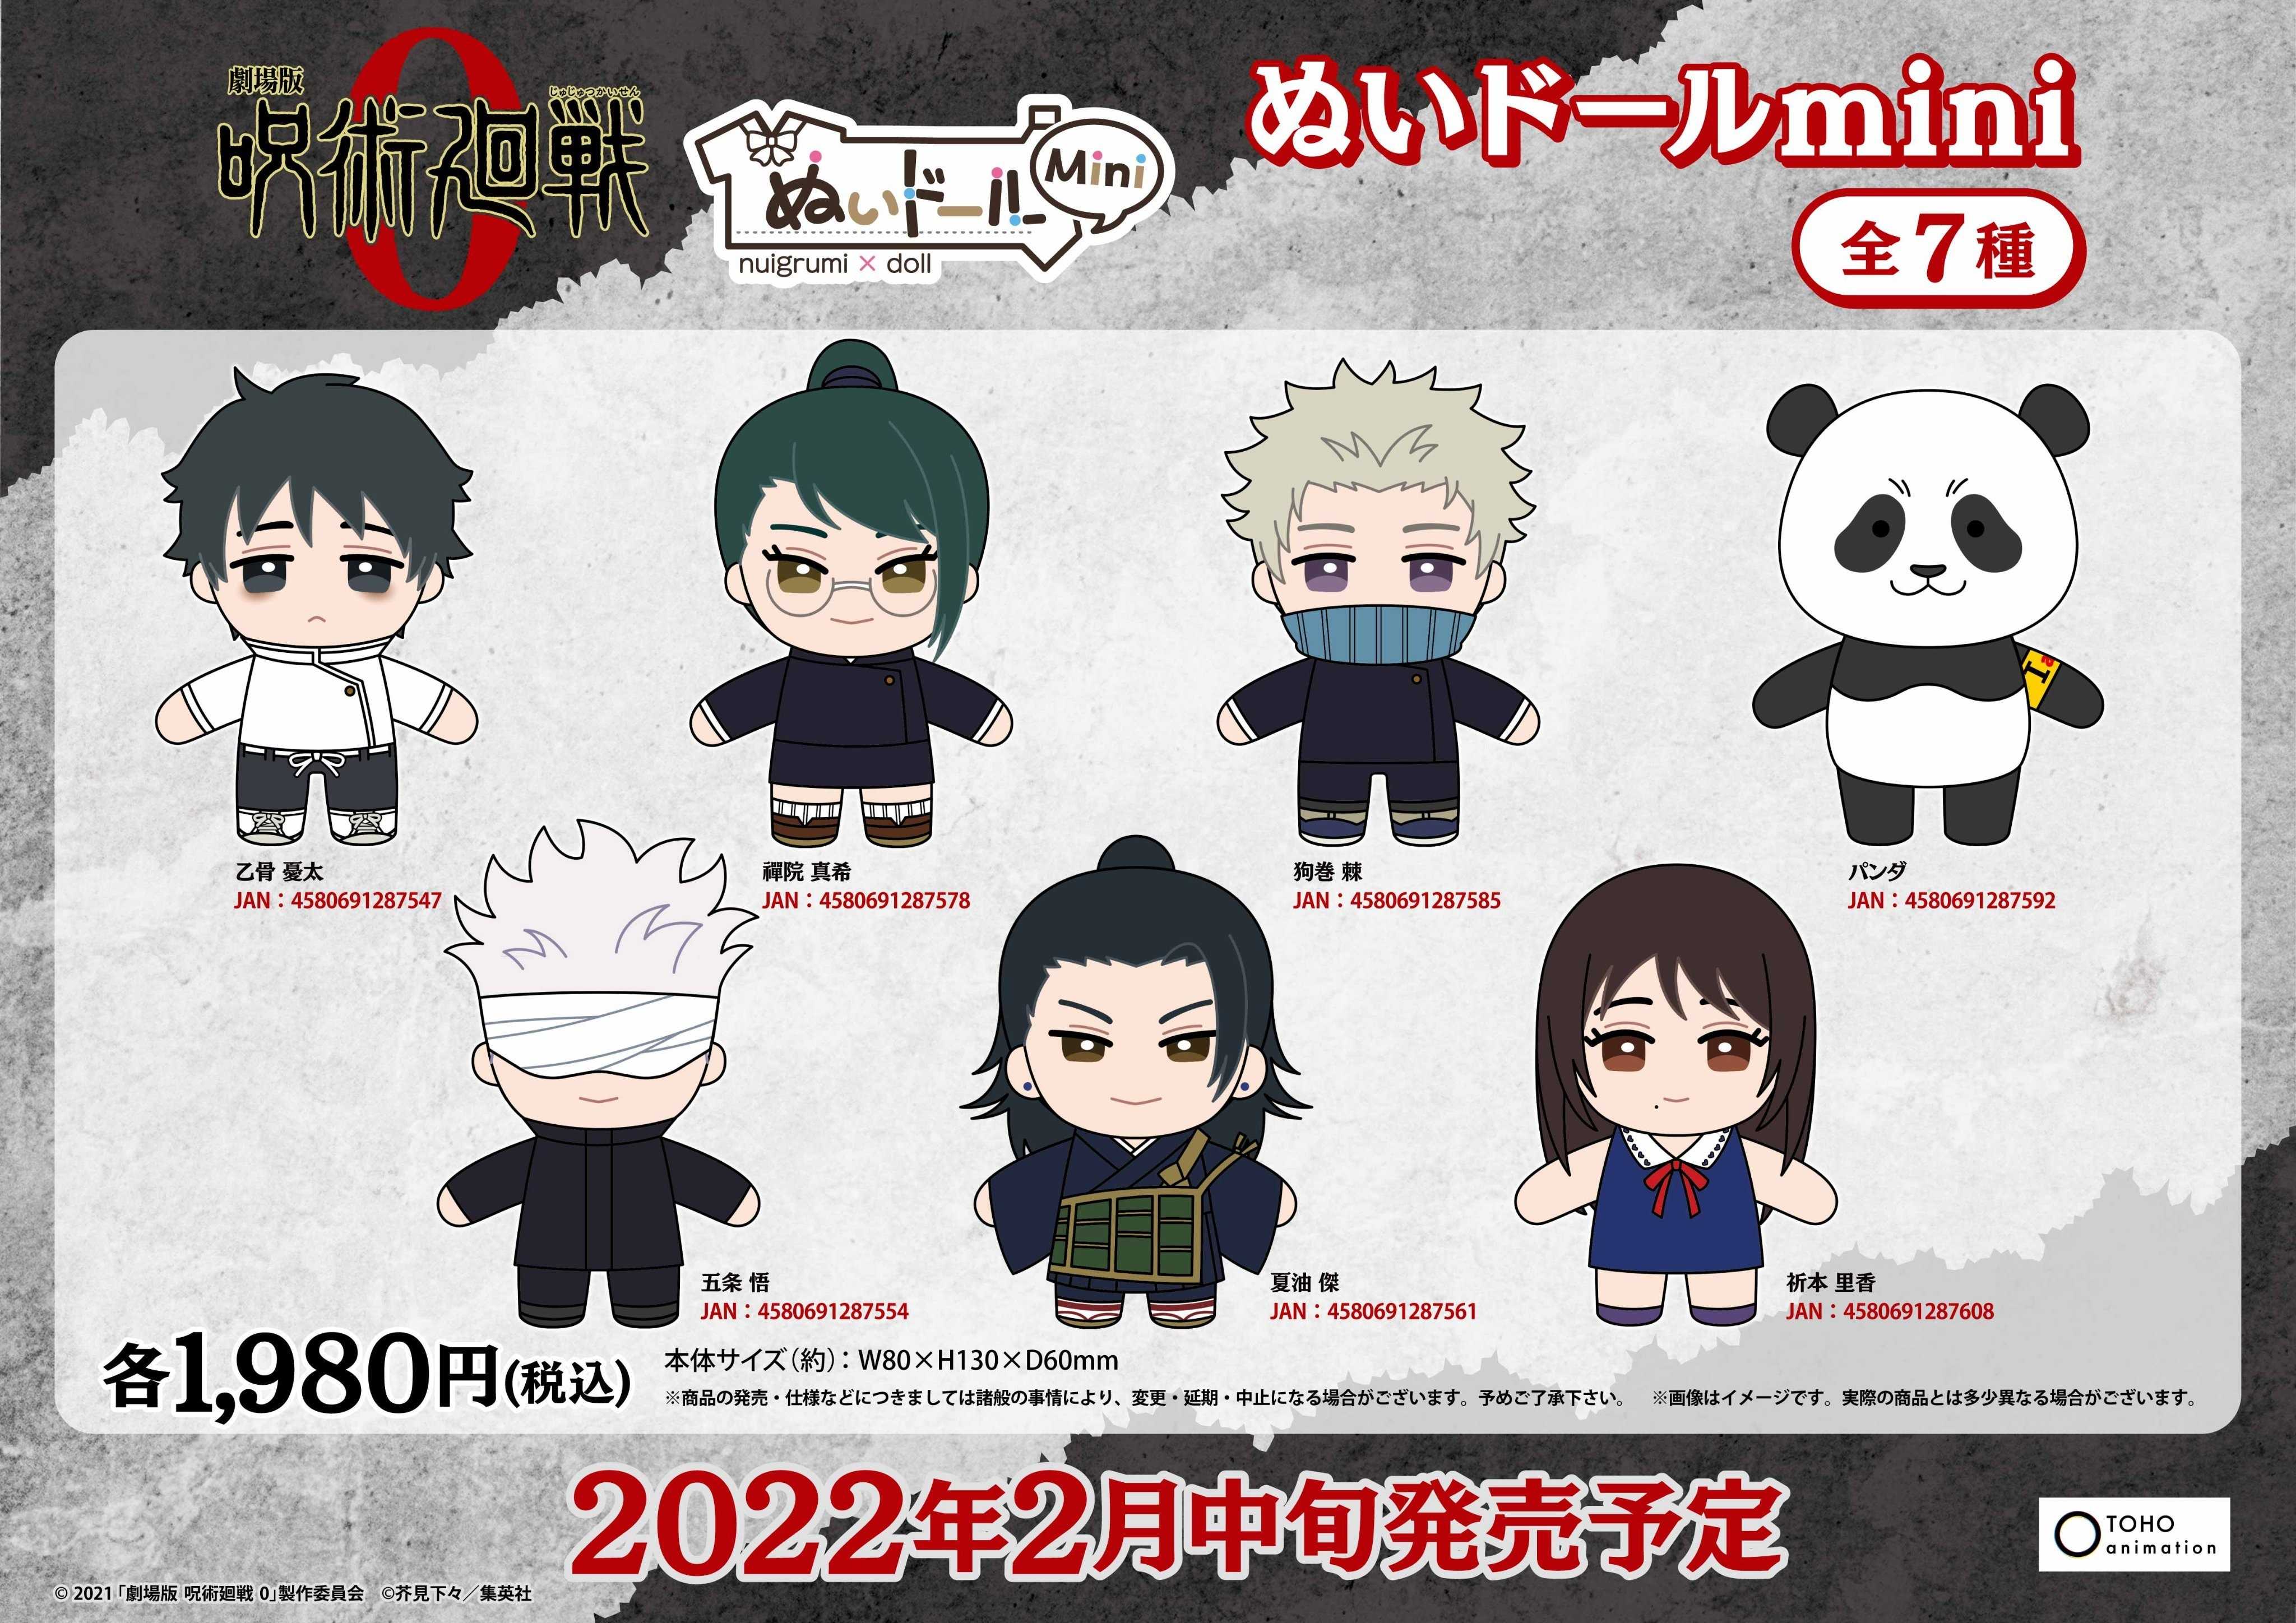 劇場版
じゅじゅつかいせん
呪術廻戦
0
ぬいドール
Mini
nuigrumi × doll
ぬいドールmini
全7種
乙骨 憂太
JAN：4580691287547
禪院 真希
JAN：4580691287578
狗巻 棘
JAN：4580691287585
パンダ
JAN：4580691287592
五条 悟
JAN：4580691287554
夏油 傑
JAN：4580691287561
祈本 里香
JAN：4580691287608
各1,980円(税込)
本体サイズ（約）：W80×H130×D60mm
※商品の発売・仕様などにつきましては諸般の事情により、変更・延期・中止になる場合がございます。予めご了承下さい。　※画像はイメージです。実際の商品とは多少異なる場合がございます。
2022年2月中旬発売予定
TOHO
animation
© 2021「劇場版 呪術廻戦 0」製作委員会　©芥見下々／集英社